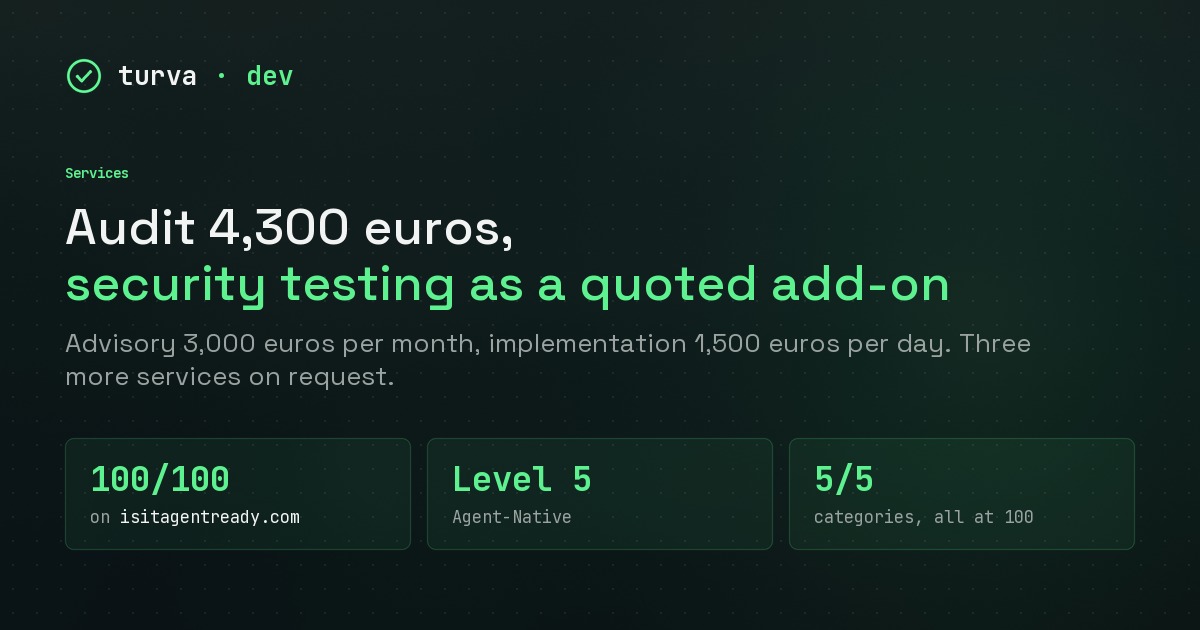 turva · dev
Services
Audit 4,300 euros,
security testing as a quoted add-on
Advisory 3,000 euros per month, implementation 1,500 euros per day. Three
more services on request.
100/100
on isitagentready.com
Level 5
Agent-Native
5/5
categories, all at 100